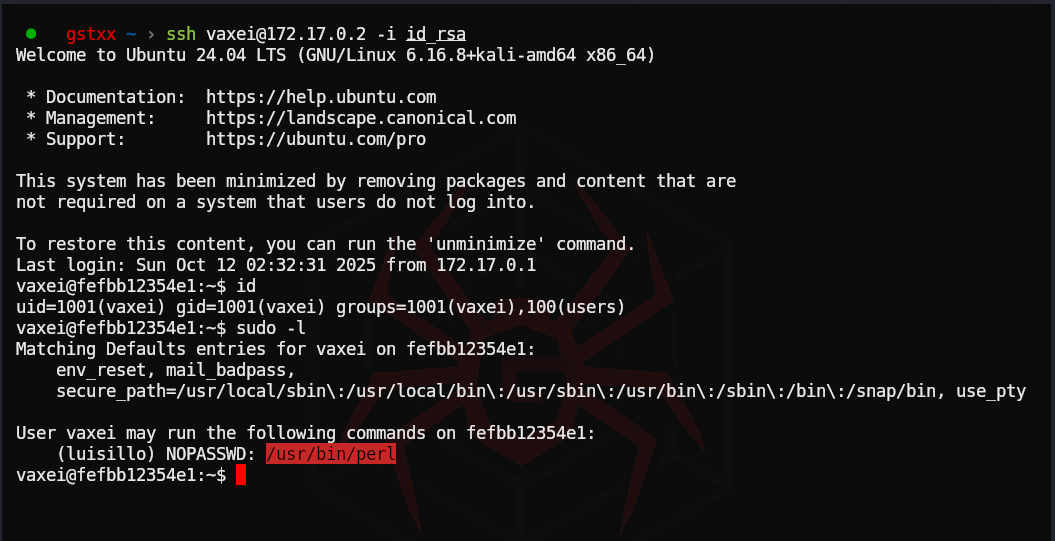 gstxx ~ › ssh vaxei@172.17.0.2 -i id_rsa
Welcome to Ubuntu 24.04 LTS (GNU/Linux 6.16.8+kali-amd64 x86_64)
* Documentation:  https://help.ubuntu.com
* Management:     https://landscape.canonical.com
* Support:        https://ubuntu.com/pro
This system has been minimized by removing packages and content that are
not required on a system that users do not log into.
To restore this content, you can run the 'unminimize' command.
Last login: Sun Oct 12 02:32:31 2025 from 172.17.0.1
vaxei@fefbb12354e1:~$ id
uid=1001(vaxei) gid=1001(vaxei) groups=1001(vaxei),100(users)
vaxei@fefbb12354e1:~$ sudo -l
Matching Defaults entries for vaxei on fefbb12354e1:
env_reset, mail_badpass,
secure_path=/usr/local/sbin\:/usr/local/bin\:/usr/sbin\:/usr/bin\:/sbin\:/bin\:/snap/bin, use_pty
User vaxei may run the following commands on fefbb12354e1:
(luisillo) NOPASSWD: /usr/bin/perl
vaxei@fefbb12354e1:~$